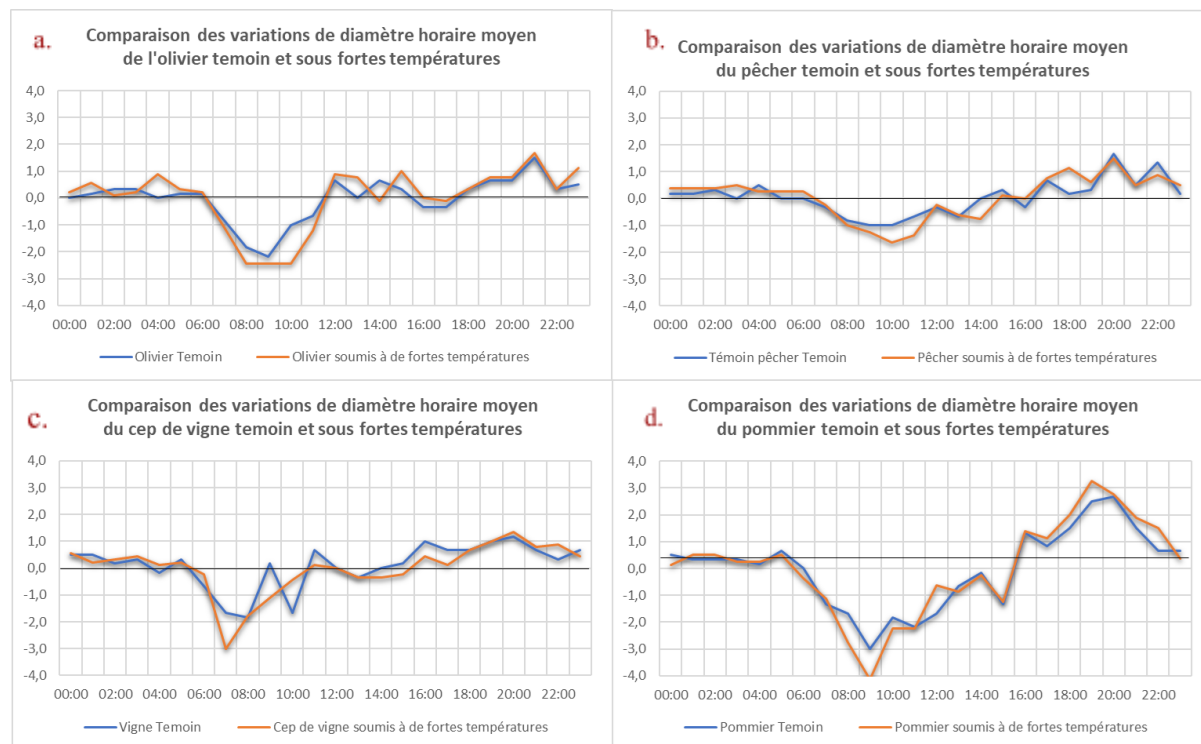 a.
Comparaison des variations de diamètre horaire moyen
de l'olivier temoin et sous fortes températures
4,0
3,0
2,0
1,0
0,0
-1,0
-2,0
-3,0
-4,0
00:00 02:00 04:00 06:00 08:00 10:00 12:00 14:00 16:00 18:00 20:00 22:00
Olivier Temoin Olivier soumis à de fortes températures
b.
Comparaison des variations de diamètre horaire moyen
du pêcher temoin et sous fortes températures
4,0
3,0
2,0
1,0
0,0
-1,0
-2,0
-3,0
-4,0
00:00 02:00 04:00 06:00 08:00 10:00 12:00 14:00 16:00 18:00 20:00 22:00
Témoin pêcher Temoin Pêcher soumis à de fortes températures
c.
Comparaison des variations de diamètre horaire moyen
du cep de vigne temoin et sous fortes températures
4,0
3,0
2,0
1,0
0,0
-1,0
-2,0
-3,0
-4,0
00:00 02:00 04:00 06:00 08:00 10:00 12:00 14:00 16:00 18:00 20:00 22:00
Vigne Temoin Cep de vigne soumis à de fortes températures
d.
Comparaison des variations de diamètre horaire moyen
du pommier temoin et sous fortes températures
4,0
3,0
2,0
1,0
0,0
-1,0
-2,0
-3,0
-4,0
00:00 02:00 04:00 06:00 08:00 10:00 12:00 14:00 16:00 18:00 20:00 22:00
Pommier Temoin Pommier soumis à de fortes températures